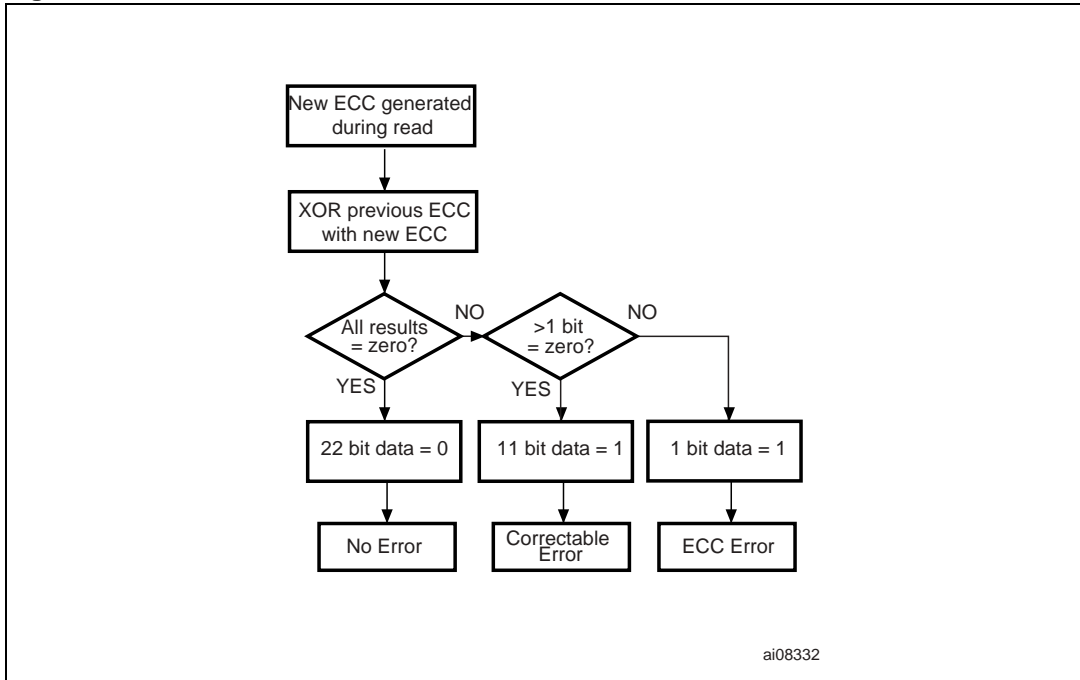 New ECC generated
during read
XOR previous ECC
with new ECC
All results
= zero?
NO
>1 bit
= zero?
NO
YES
YES
22 bit data = 0
11 bit data = 1
1 bit data = 1
No Error
Correctable
Error
ECC Error
ai08332